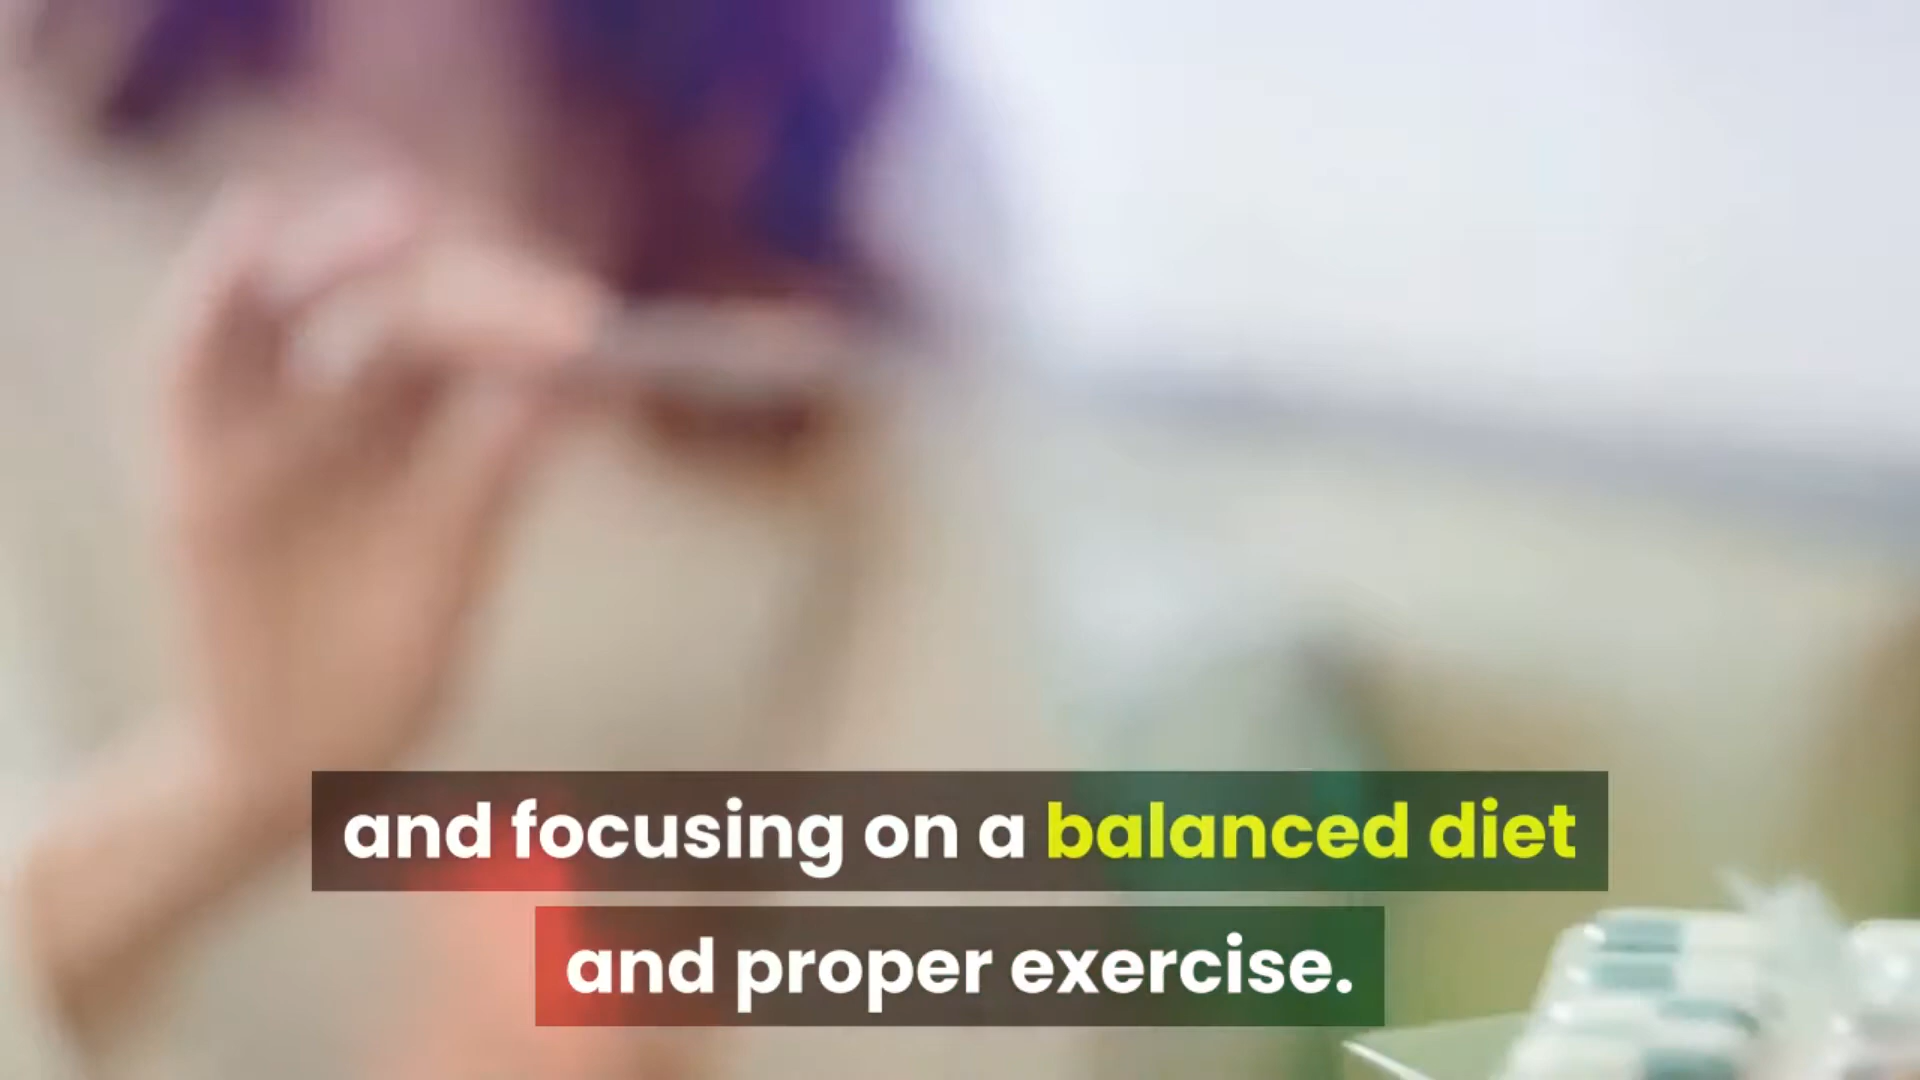 and focusing on a balanced diet
and proper exercise.